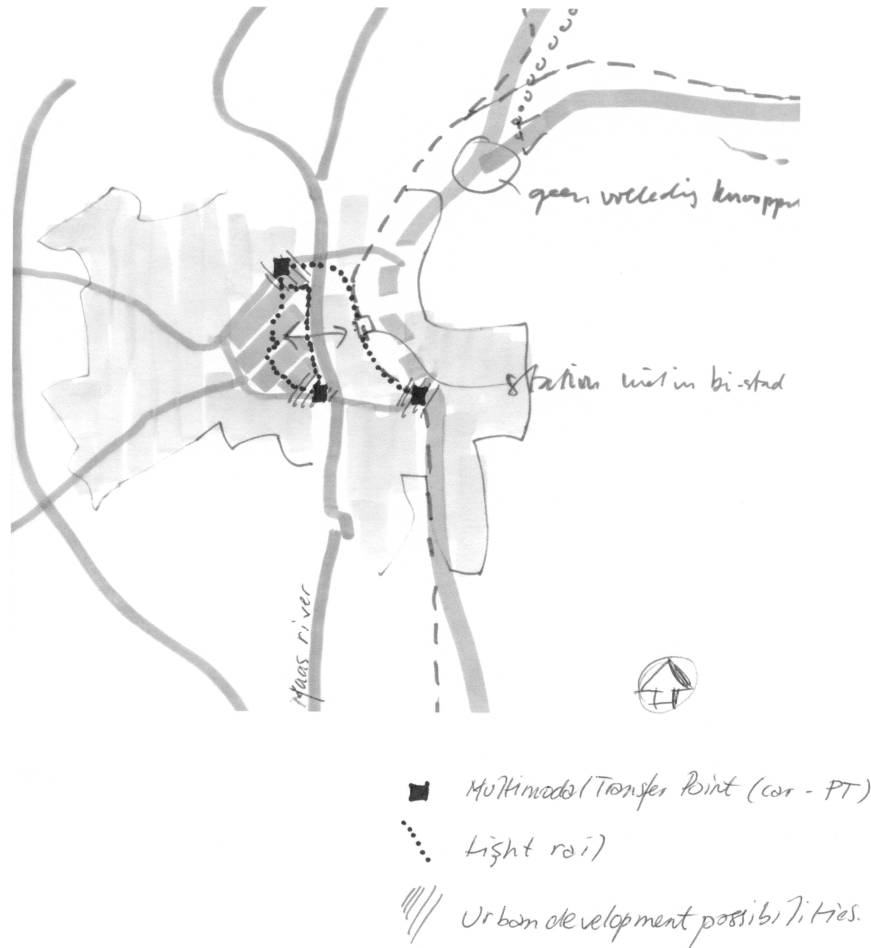 geen volledig knooppu
station niet in bi-stad
Maas river
Multimodal Transfer Point (car - PT)
Light rail
Urban development possibilities.